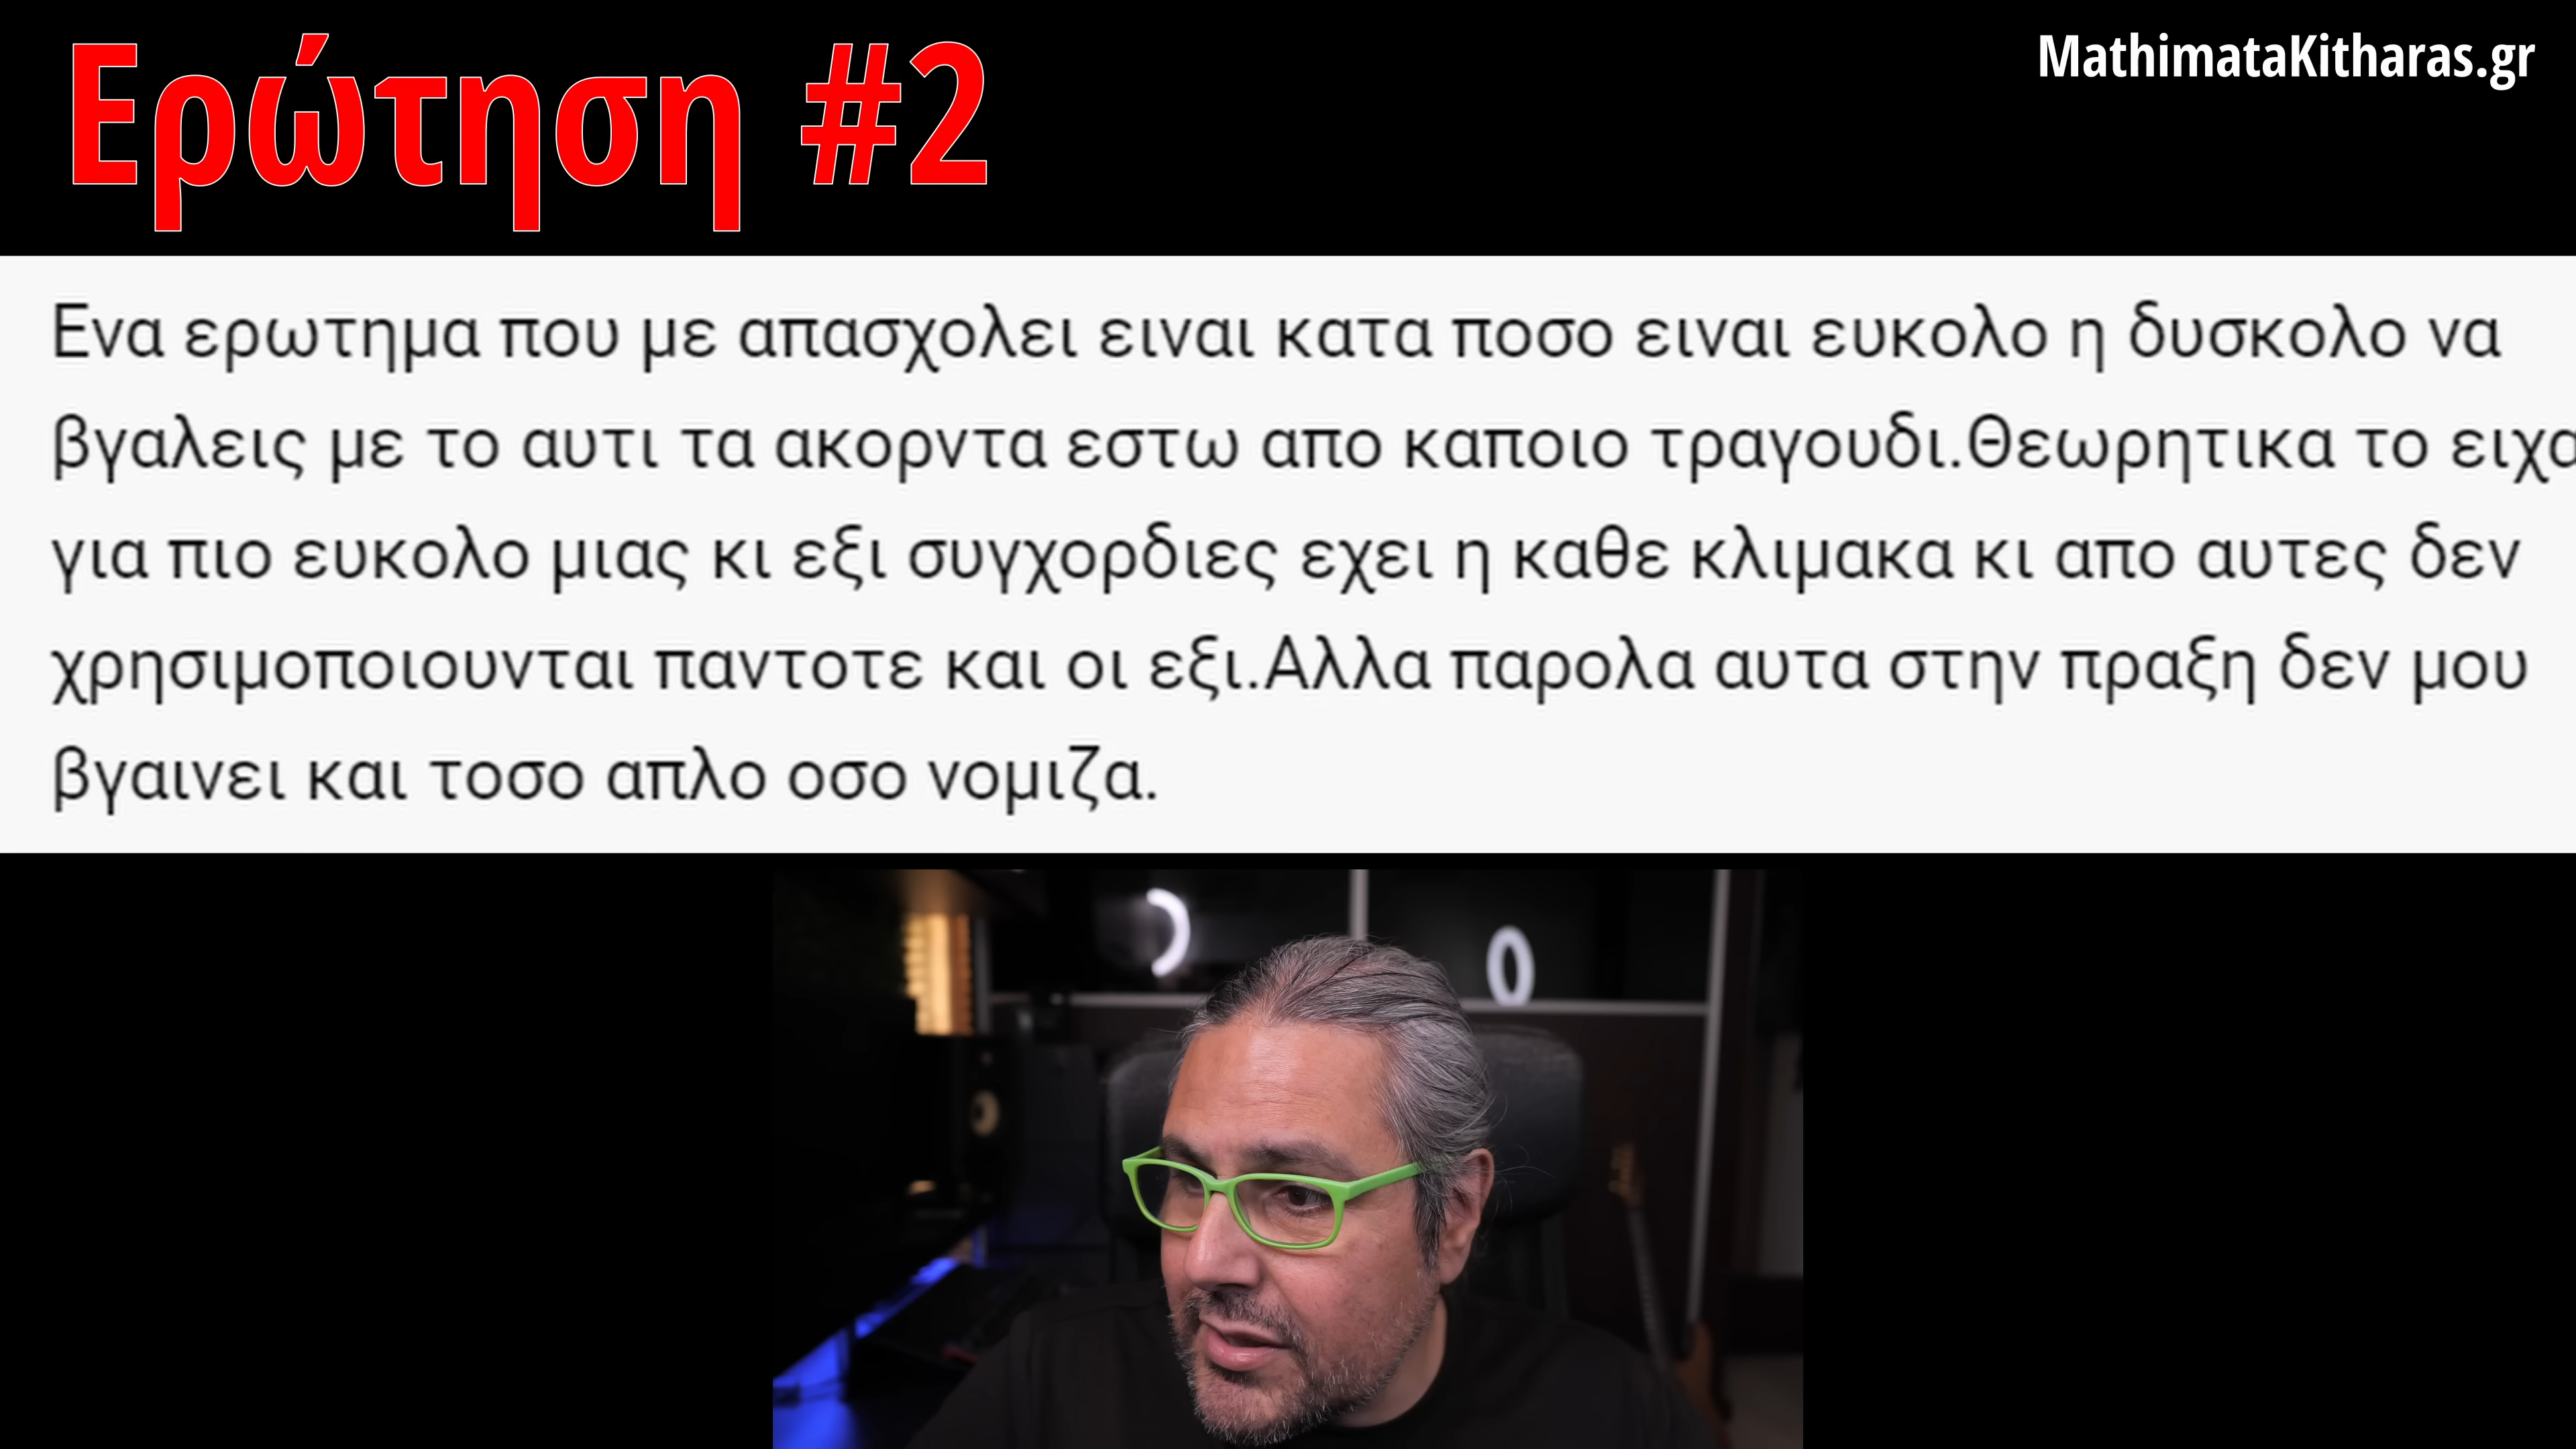 Ερώτηση #2
MathimataKitharas.gr
Ενα ερωτημα που με απασχολει ειναι κατα ποσο ειναι ευκολο η δυσκολο να
βγαλεις με το αυτι τα ακορντα εστω απο καποιο τραγουδι.Θεωρητικα το ειχα
για πιο ευκολο μιας κι εξι συγχορδιες εχει η καθε κλιμακα κι απο αυτες δεν
χρησιμοποιουνται παντοτε και οι εξι.Αλλα παρολα αυτα στην πραξη δεν μου
βγαινει και τοσο απλο οσο νομιζα.